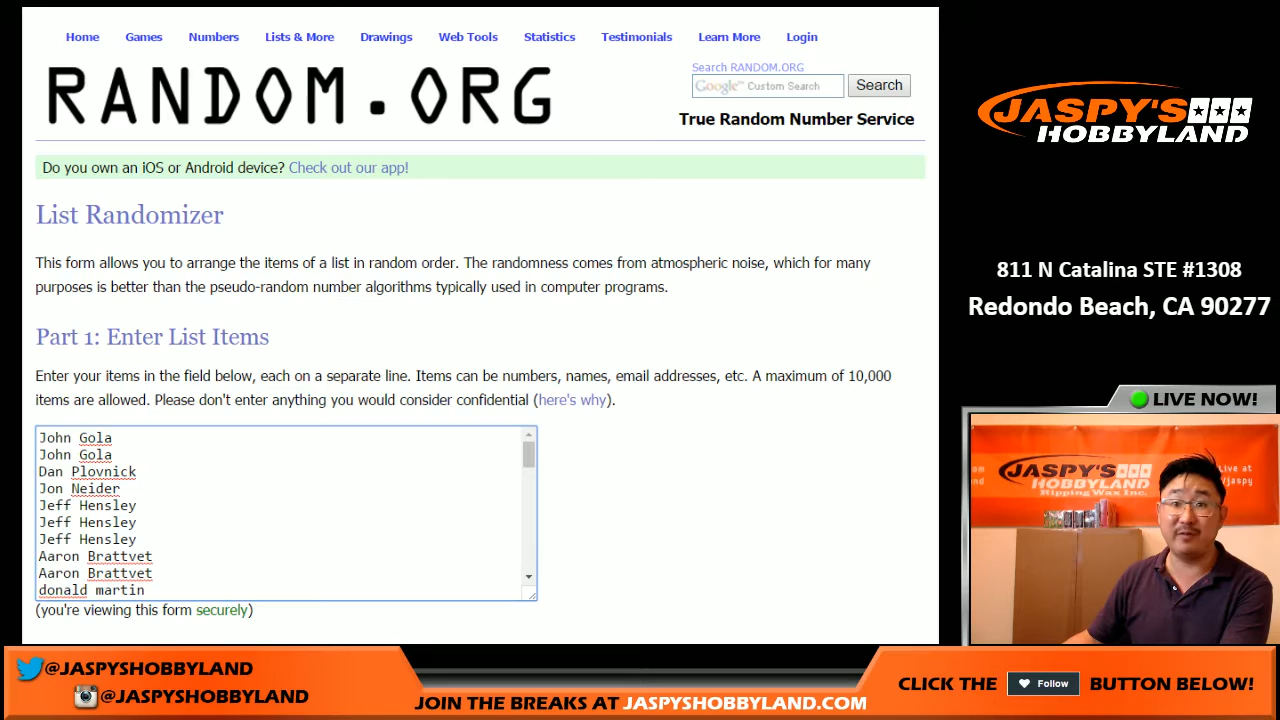 Home Games Numbers Lists & More Drawings Web Tools Statistics Testimonials Learn More Login
RANDOM.ORG
Search RANDOM.ORG
Google™ Custom Search Search
True Random Number Service
Do you own an iOS or Android device? Check out our app!
List Randomizer
This form allows you to arrange the items of a list in random order. The randomness comes from atmospheric noise, which for many
purposes is better than the pseudo-random number algorithms typically used in computer programs.
Part 1: Enter List Items
Enter your items in the field below, each on a separate line. Items can be numbers, names, email addresses, etc. A maximum of 10,000
items are allowed. Please don't enter anything you would consider confidential (here's why).
John Gola
John Gola
Dan Plovnick
Jon Neider
Jeff Hensley
Jeff Hensley
Jeff Hensley
Aaron Brattvet
Aaron Brattvet
donald martin
(you're viewing this form securely)
JASPY'S
HOBBYLAND
811 N Catalina STE #1308
Redondo Beach, CA 90277
LIVE NOW!
JASPY'S
HOBBYLAND
Ripping Wax Inc.
Live at
/jaspy
@JASPYSHOBBYLAND
@JASPYSHOBBYLAND
JOIN THE BREAKS AT JASPYSHOBBYLAND.COM
CLICK THE Follow BUTTON BELOW!